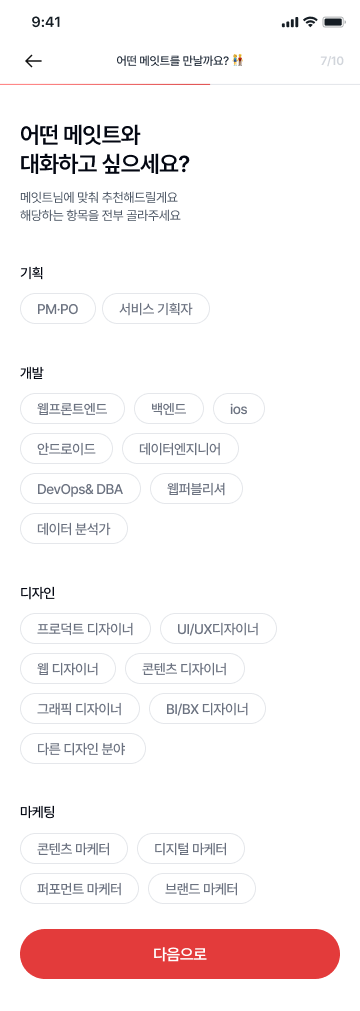 9:41
어떤 메잇트를 만날까요? 👫
7/10
어떤 메잇트와
대화하고 싶으세요?
메잇트님에 맞춰 추천해드릴게요
해당하는 항목을 전부 골라주세요
기획
PM·PO 서비스 기획자
개발
웹프론트엔드 백엔드 ios
안드로이드 데이터엔지니어
DevOps& DBA 웹퍼블리셔
데이터 분석가
디자인
프로덕트 디자이너 UI/UX디자이너
웹 디자이너 콘텐츠 디자이너
그래픽 디자이너 BI/BX 디자이너
다른 디자인 분야
마케팅
콘텐츠 마케터 디지털 마케터
퍼포먼트 마케터 브랜드 마케터
다음으로